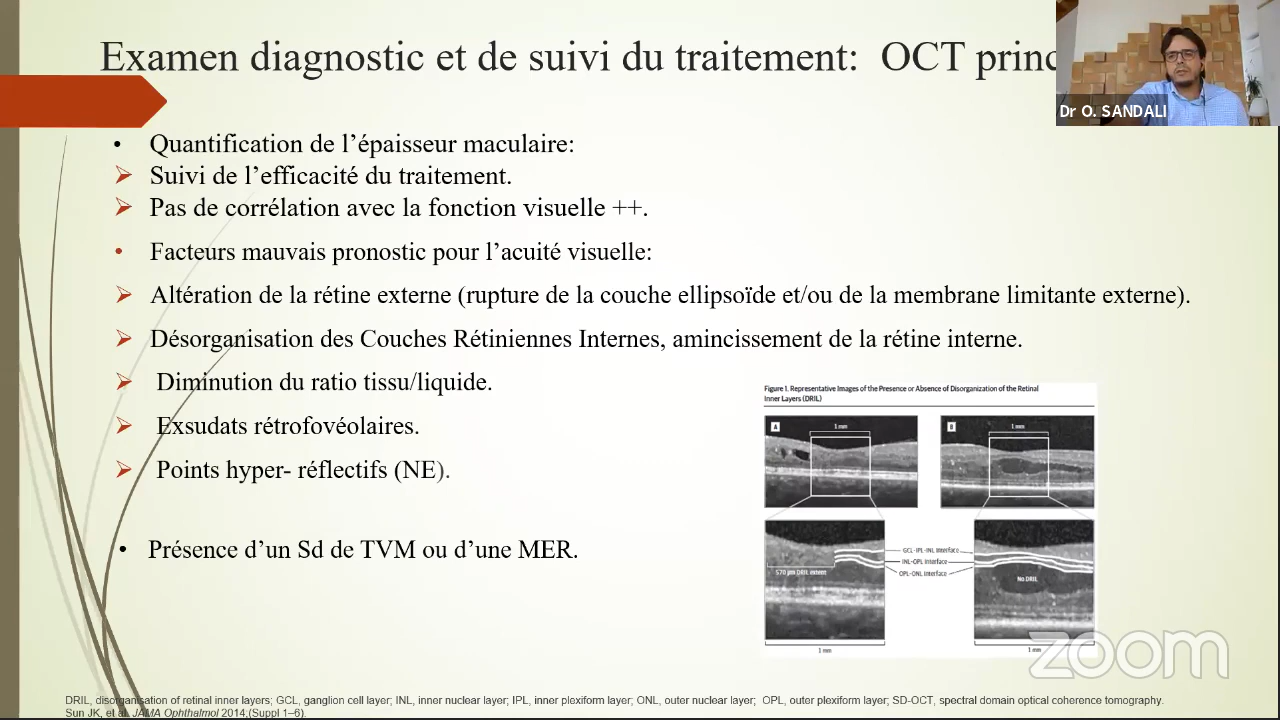 Examen diagnostic et de suivi du traitement: OCT princ
Dr O. SANDALI
• Quantification de l’épaisseur maculaire:
➢ Suivi de l’efficacité du traitement.
➢ Pas de corrélation avec la fonction visuelle ++.
• Facteurs mauvais pronostic pour l’acuité visuelle:
➢ Altération de la rétine externe (rupture de la couche ellipsoïde et/ou de la membrane limitante externe).
➢ Désorganisation des Couches Rétiniennes Internes, amincissement de la rétine interne.
➢ Diminution du ratio tissu/liquide.
➢ Exsudats rétrofovéolaires.
➢ Points hyper- réflectifs (NE).
• Présence d’un Sd de TVM ou d’une MER.
Figure 1. Representative Images of the Presence or Absence of Disorganization of the Retinal
Inner Layers (DRIL)
A
1 mm
B
1 mm
GCL-IPL-INL Interface
INL-OPL Interface
OPL-ONL Interface
570 μm DRIL extent
No DRIL
1 mm
1 mm
zoom
DRIL, disorganisation of retinal inner layers; GCL, ganglion cell layer; INL, inner nuclear layer; IPL, inner plexiform layer; ONL, outer nuclear layer; OPL, outer plexiform layer; SD-OCT, spectral domain optical coherence tomography.
Sun JK, et al. JAMA Ophthalmol 2014;(Suppl 1–6).